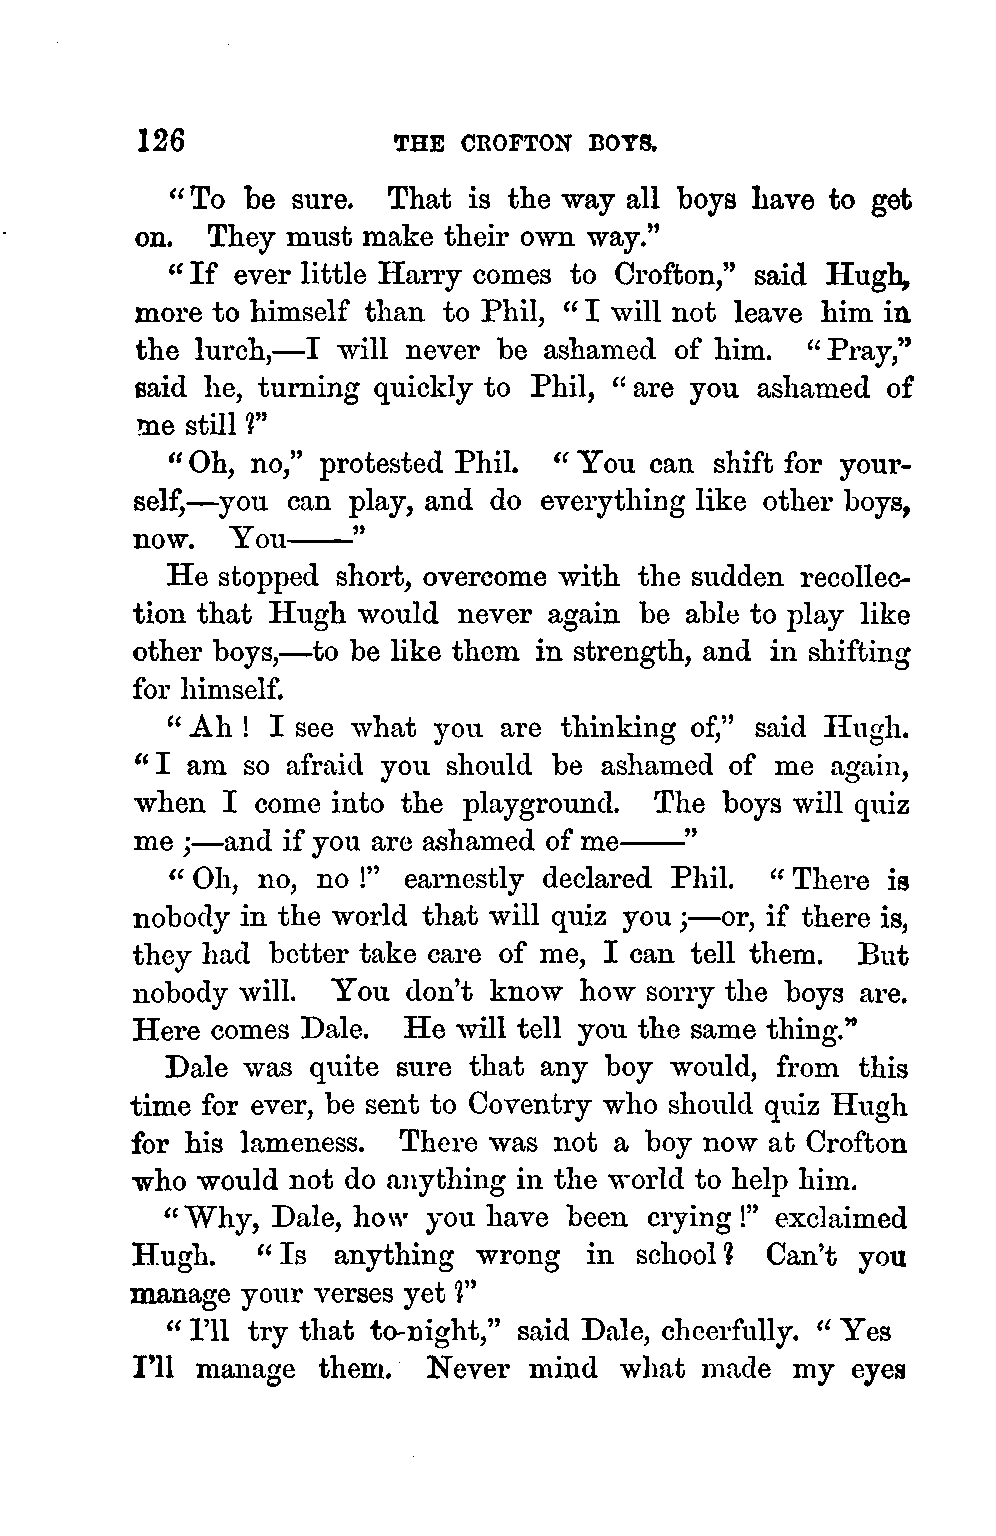 126 THE CROFTON BOYS.
“To be sure. That is the way all boys have to get
on. They must make their own way.”
“If ever little Harry comes to Crofton,” said Hugh,
more to himself than to Phil, “I will not leave him in
the lurch,—I will never be ashamed of him. “Pray,”
said he, turning quickly to Phil, “are you ashamed of
me still?”
“Oh, no,” protested Phil. “You can shift for your-
self,—you can play, and do everything like other boys,
now. You——”
He stopped short, overcome with the sudden recollec-
tion that Hugh would never again be able to play like
other boys,—to be like them in strength, and in shifting
for himself.
“Ah! I see what you are thinking of,” said Hugh.
“I am so afraid you should be ashamed of me again,
when I come into the playground. The boys will quiz
me;—and if you are ashamed of me——”
“Oh, no, no!” earnestly declared Phil. “There is
nobody in the world that will quiz you;—or, if there is,
they had better take care of me, I can tell them. But
nobody will. You don’t know how sorry the boys are.
Here comes Dale. He will tell you the same thing.”
Dale was quite sure that any boy would, from this
time for ever, be sent to Coventry who should quiz Hugh
for his lameness. There was not a boy now at Crofton
who would not do anything in the world to help him.
“Why, Dale, how you have been crying!” exclaimed
Hugh. “Is anything wrong in school? Can’t you
manage your verses yet?”
“I’ll try that to-night,” said Dale, cheerfully. “Yes
I’ll manage them. Never mind what made my eyes